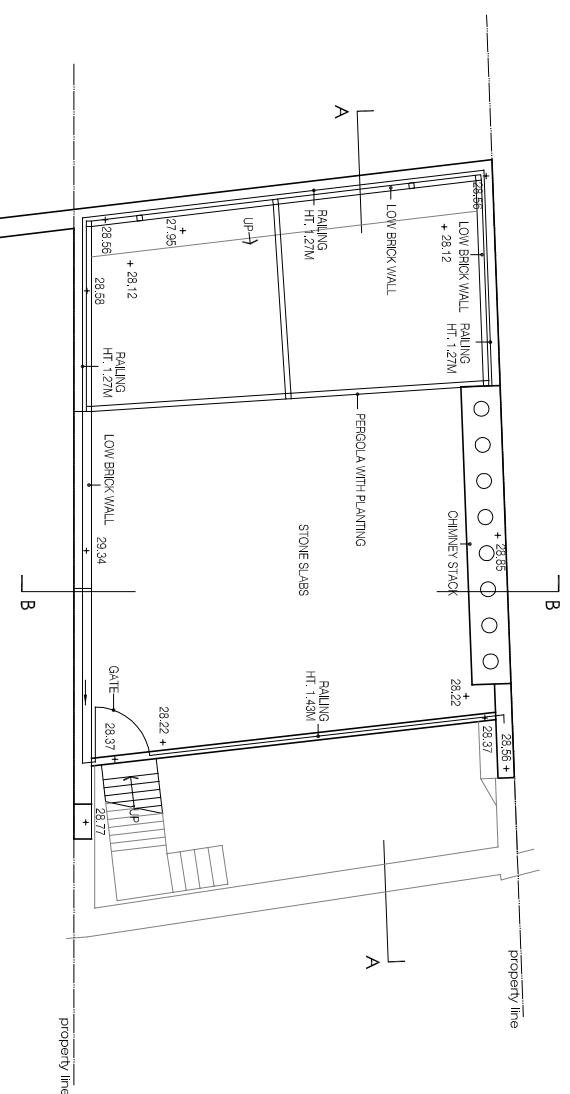 A
28.56
LOW BRICK WALL
28.12
RAILING
HT. 1.27M
LOW BRICK WALL
RAILING
HT. 1.27M
UP
27.95
28.56
28.12
28.58
RAILING
HT. 1.27M
PERGOLA WITH PLANTING
LOW BRICK WALL
STONE SLABS
CHIMNEY STACK
28.85
29.34
B
B
GATE
RAILING
HT. 1.43M
28.22
28.22
28.37
28.37
28.56
UP
28.77
A
property line
property line